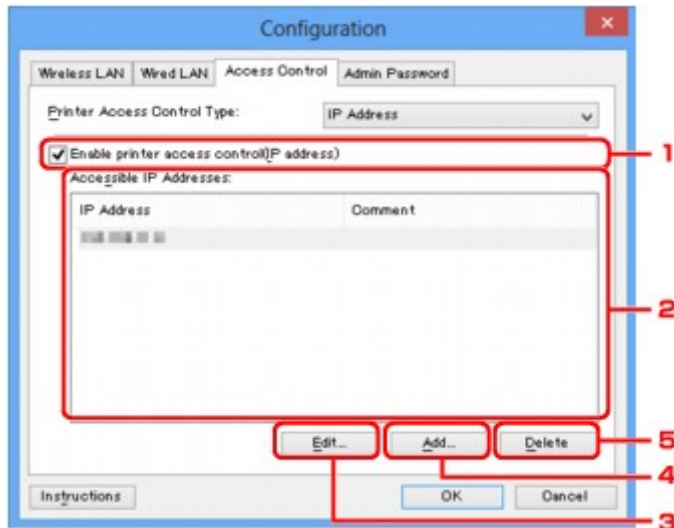 Configuration
Wireless LAN Wired LAN Access Control Admin Password
Printer Access Control Type: IP Address
Enable printer access control(IP address) 1
Accessible IP Addresses:
IP Address Comment
2
Edit... Add... Delete 5
4
Instructions OK Cancel
3